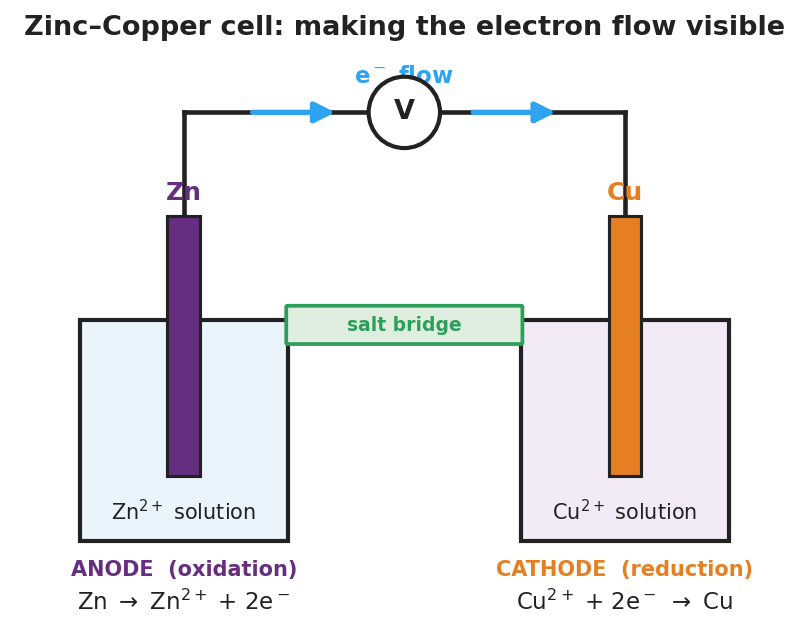 Zinc–Copper cell: making the electron flow visible
e⁻ flow
V
Zn
Cu
salt bridge
Zn²⁺ solution
Cu²⁺ solution
ANODE (oxidation)
CATHODE (reduction)
Zn → Zn²⁺ + 2e⁻
Cu²⁺ + 2e⁻ → Cu